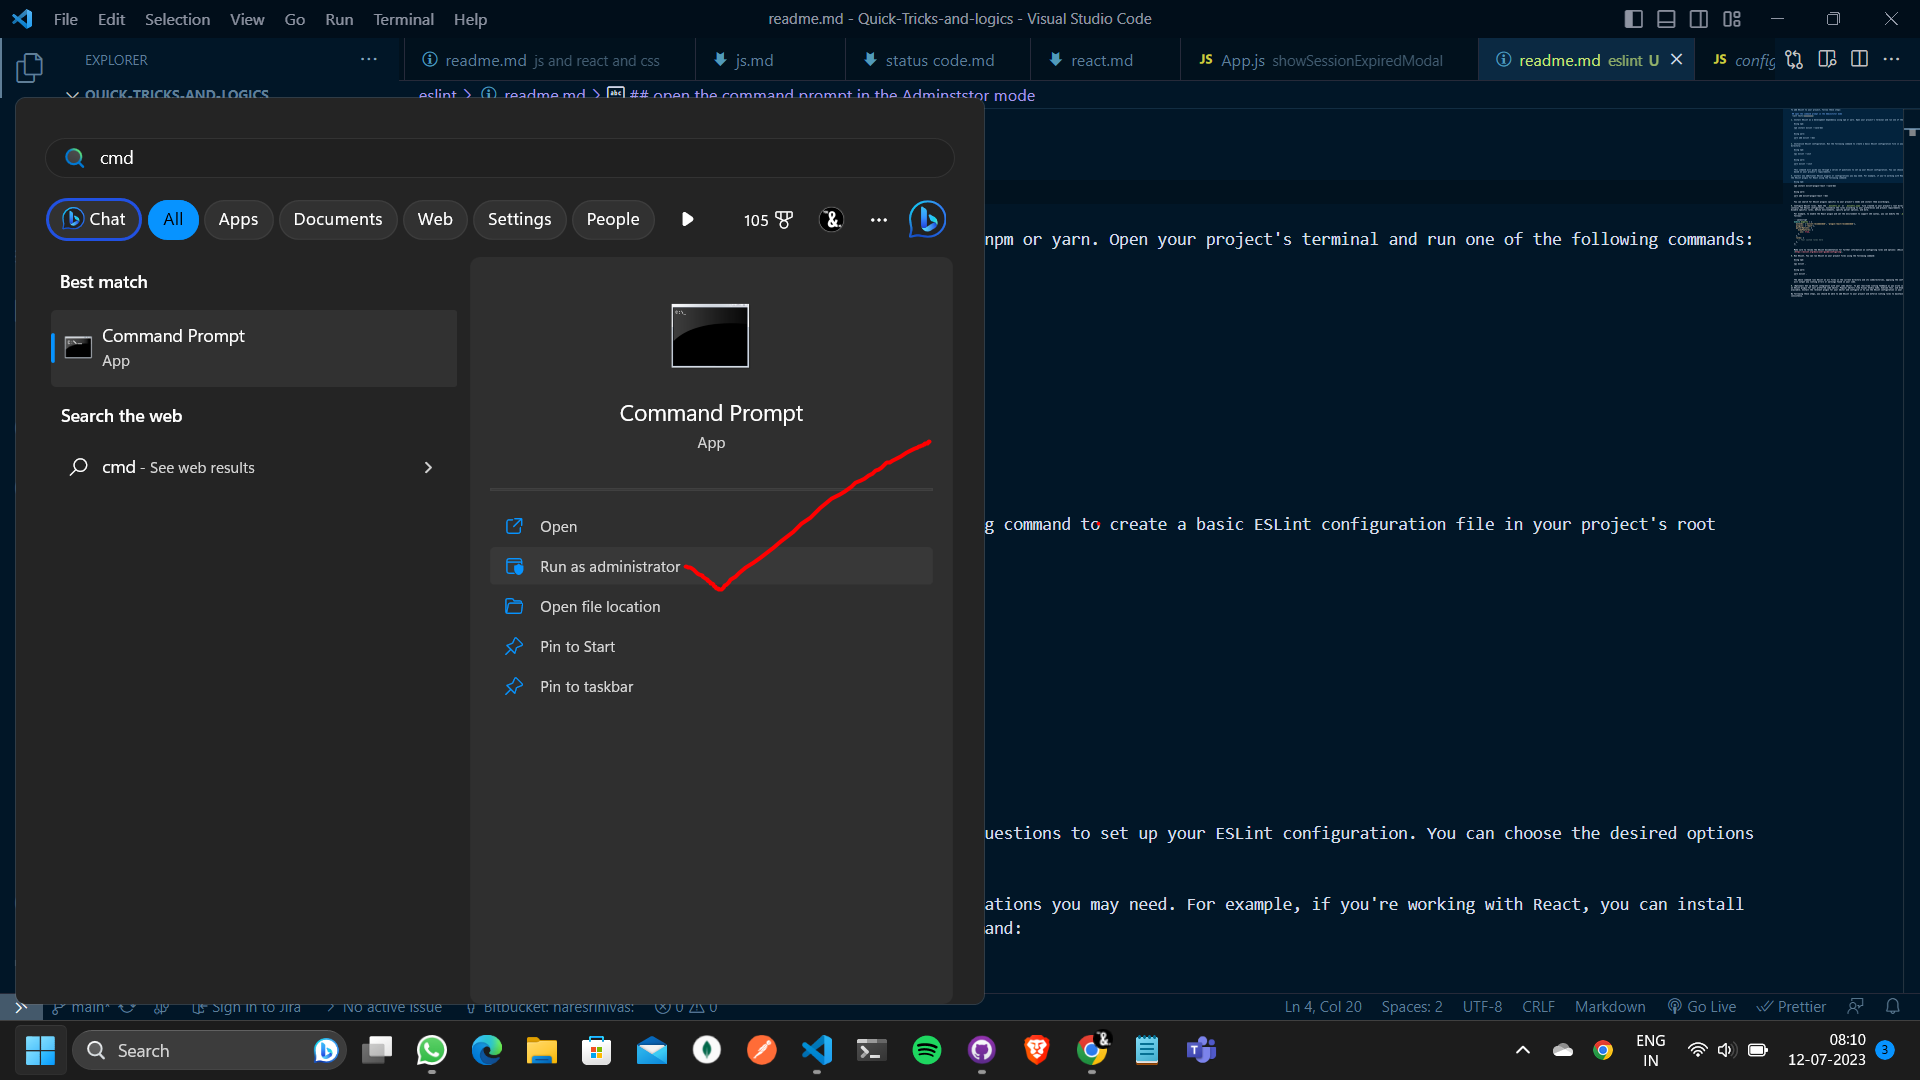 File Edit Selection View Go Run Terminal Help
readme.md - Quick-Tricks-and-logics - Visual Studio Code
EXPLORER
readme.md js and react and css
js.md
status code.md
react.md
JS App.js showSessionExpiredModal
readme.md eslint U
JS config
QUICK-TRICKS-AND-LOGICS
eslint > readme.md > ## open the command prompt in the Adminststor mode
cmd
Chat All Apps Documents Web Settings People
105
&
Best match
Command Prompt
App
Search the web
cmd - See web results
Command Prompt
App
Open
Run as administrator
Open file location
Pin to Start
Pin to taskbar
npm or yarn. Open your project's terminal and run one of the following commands:
g command to create a basic ESLint configuration file in your project's root
uestions to set up your ESLint configuration. You can choose the desired options
ations you may need. For example, if you're working with React, you can install
and:
main* Sign in to Jira No active issue Bitbucket: naresrinivas: 0 0
Ln 4, Col 20 Spaces: 2 UTF-8 CRLF Markdown Go Live Prettier
Search
ENG
IN
08:10
12-07-2023
3